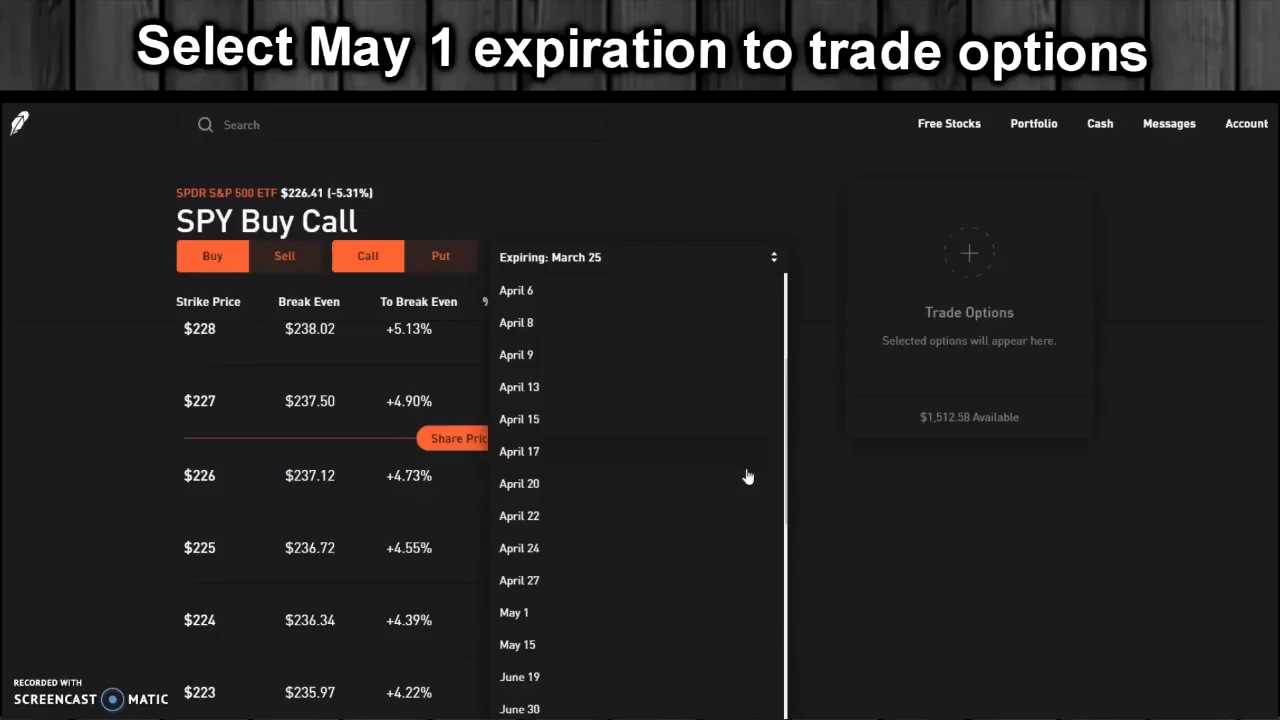 Select May 1 expiration to trade options
Search
Free Stocks Portfolio Cash Messages Account
SPDR S&P 500 ETF $226.41 (-5.31%)
SPY Buy Call
Buy Sell Call Put
Expiring: March 25
Strike Price Break Even To Break Even %
April 6
April 8
April 9
April 13
April 15
April 17
April 20
April 22
April 24
April 27
May 1
May 15
June 19
June 30
$228 $238.02 +5.13%
$227 $237.50 +4.90%
Share Pric
$226 $237.12 +4.73%
$225 $236.72 +4.55%
$224 $236.34 +4.39%
$223 $235.97 +4.22%
Trade Options
Selected options will appear here.
$1,512.58 Available
RECORDED WITH
SCREENCAST MATIC